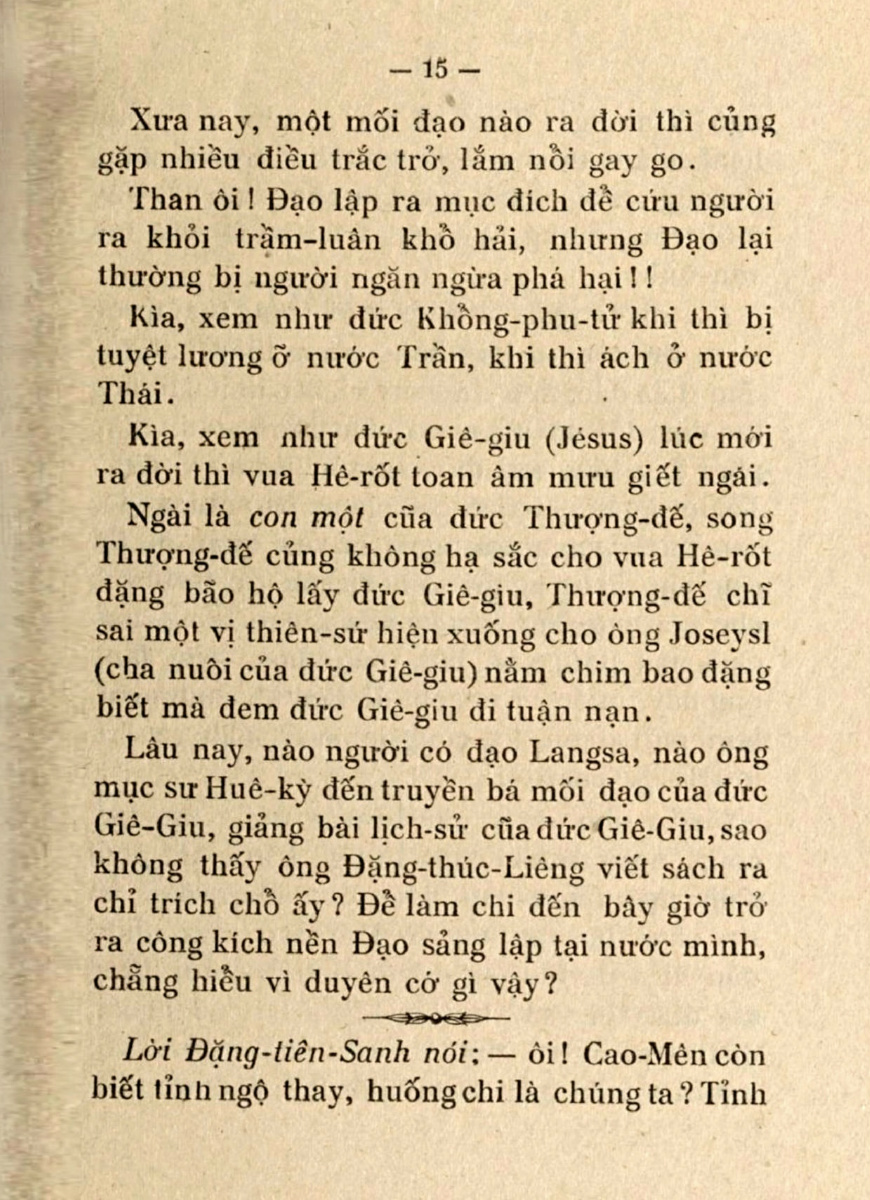 — 15 —
Xưa nay, một mối đạo nào ra đời thì củng
gặp nhiều điều trắc trở, lắm nỗi gay go.
Than ôi! Đạo lập ra mục đích để cứu người
ra khỏi trầm-luân khổ hải, nhưng Đạo lại
thường bị người ngăn ngừa phá hại!!
Kìa, xem như đức Khổng-phu-tử khi thì bị
tuyệt lương ỡ nước Trần, khi thì ách ở nước
Thái.
Kìa, xem như đức Giê-giu (Jésus) lúc mới
ra đời thì vua Hê-rốt toan âm mưu giết ngài.
Ngài là con một cũa đức Thượng-đế, song
Thượng-đế củng không hạ sắc cho vua Hê-rốt
đặng bão hộ lấy đức Giê-giu, Thượng-đế chĩ
sai một vị thiên-sứ hiện xuống cho ông Joseysl
(cha nuôi của đức Giê-giu) nằm chim bao đặng
biết mà đem đức Giê-giu đi tuận nạn.
Lâu nay, nào người có đạo Langsa, nào ông
mục sư Huê-kỳ đến truyền bá mối đạo của đức
Giê-Giu, giảng bài lịch-sử cũa đức Giê-Giu, sao
không thấy ông Đặng-thúc-Liêng viết sách ra
chỉ trích chổ ấy? Để làm chi đến bây giờ trở
ra công kích nền Đạo sảng lập tại nước mình,
chẵng hiểu vì duyên cớ gì vậy?
Lời Đặng-tiên-Sanh nói: — ôi! Cao-Mên còn
biết tỉnh ngộ thay, huống chi là chúng ta? Tỉnh